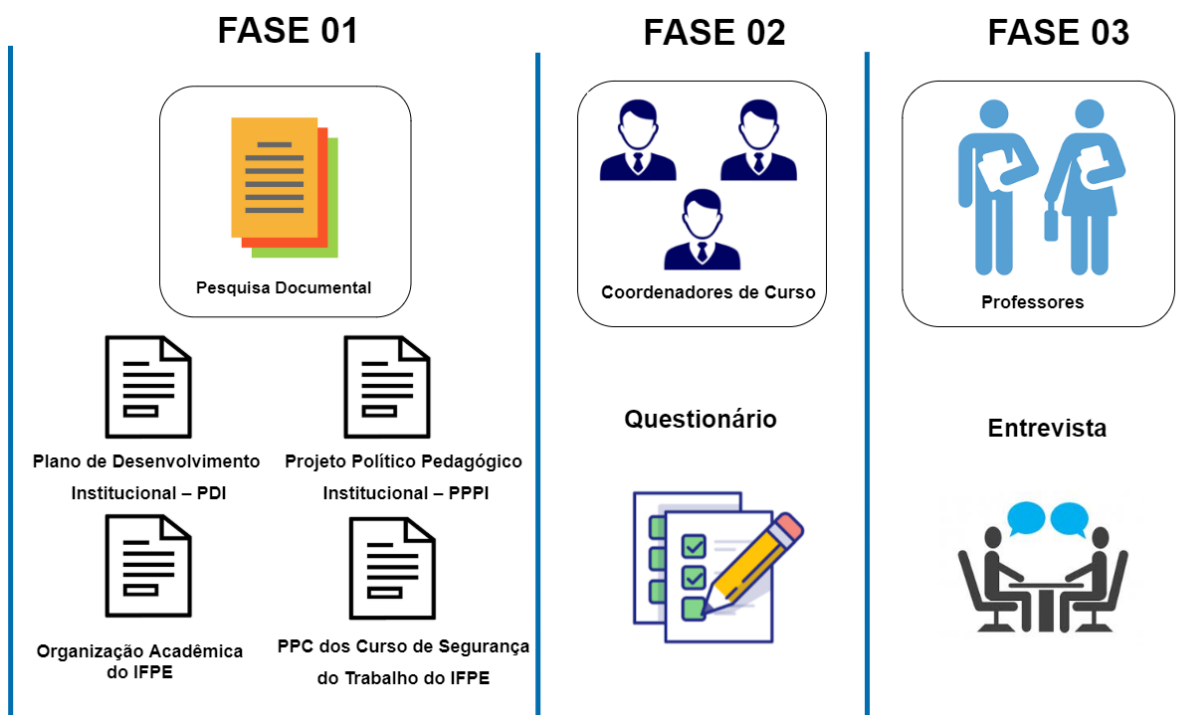 FASE 01
Pesquisa Documental
Plano de Desenvolvimento
Institucional – PDI
Projeto Político Pedagógico
Institucional – PPPI
Organização Acadêmica
do IFPE
PPC dos Curso de Segurança
do Trabalho do IFPE
FASE 02
Coordenadores de Curso
Questionário
FASE 03
Professores
Entrevista